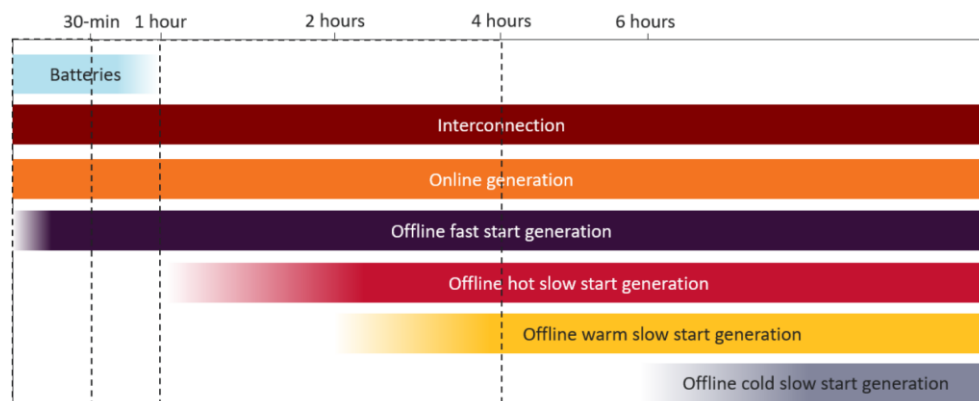 30-min 1 hour 2 hours 4 hours 6 hours
Batteries
Interconnection
Online generation
Offline fast start generation
Offline hot slow start generation
Offline warm slow start generation
Offline cold slow start generation